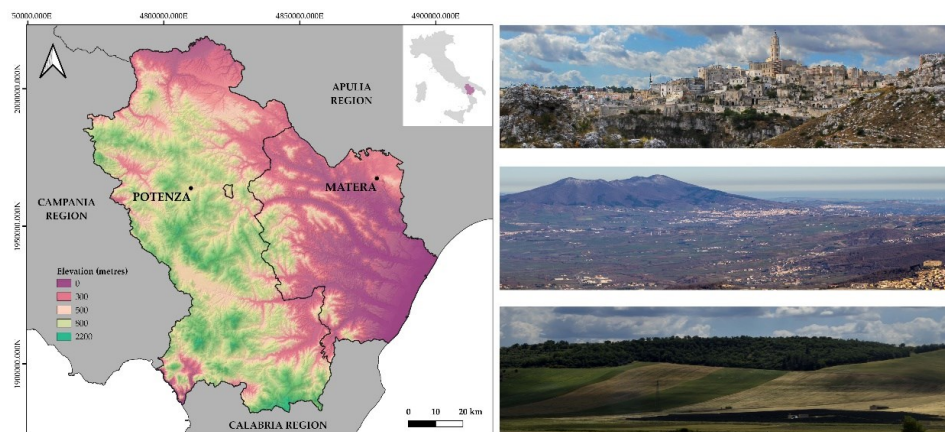 50000.000E 4800000.000E 4850000.000E 4900000.000E
2000000.000N
1950000.000N
1900000.000N
APULIA
REGION
POTENZA
MATERA
CAMPANIA
REGION
Elevation (metres)
0
300
500
800
2200
0 10 20 km
CALABRIA REGION